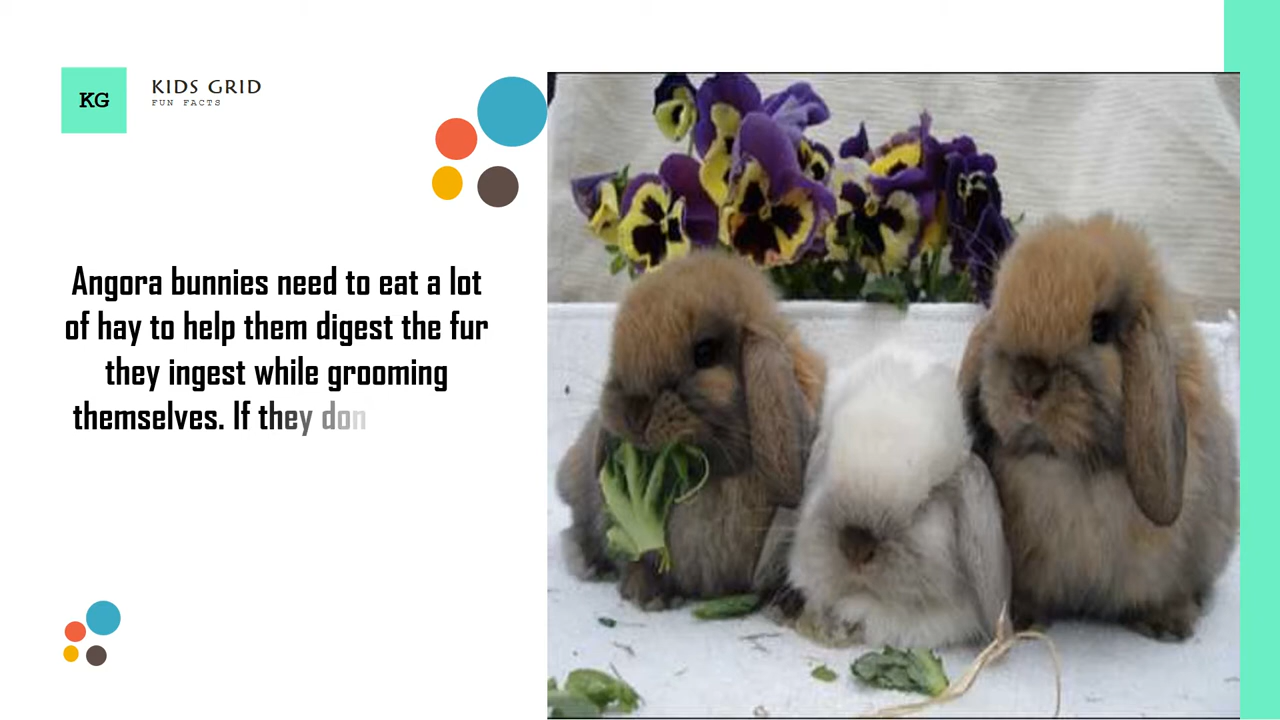 KG
KIDS GRID
FUN FACTS
Angora bunnies need to eat a lot
of hay to help them digest the fur
they ingest while grooming
themselves. If they don